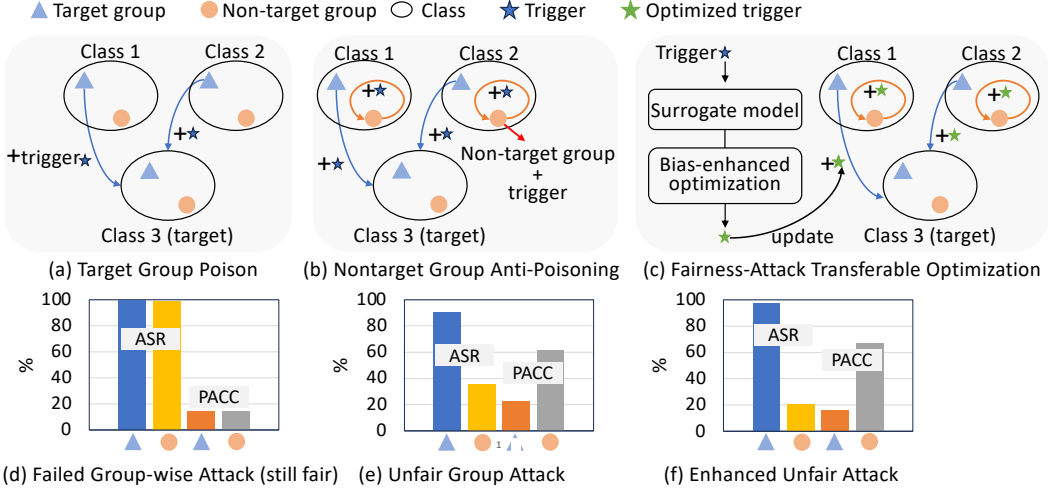 Target group Non-target group Class Trigger Optimized trigger
Class 1 Class 2
+trigger
+
Class 3 (target)
(a) Target Group Poison
Class 1 Class 2
+ +
+
+
Non-target group
+
trigger
Class 3 (target)
(b) Nontarget Group Anti-Poisoning
Trigger
Surrogate model
Bias-enhanced
optimization
update
Class 1 Class 2
+ +
+
+
Class 3 (target)
(c) Fairness-Attack Transferable Optimization
100
80
60
40
20
0
%
ASR
PACC
(d) Failed Group-wise Attack (still fair)
100
80
60
40
20
0
%
ASR
PACC
1
(e) Unfair Group Attack
100
80
60
40
20
0
%
ASR
PACC
(f) Enhanced Unfair Attack